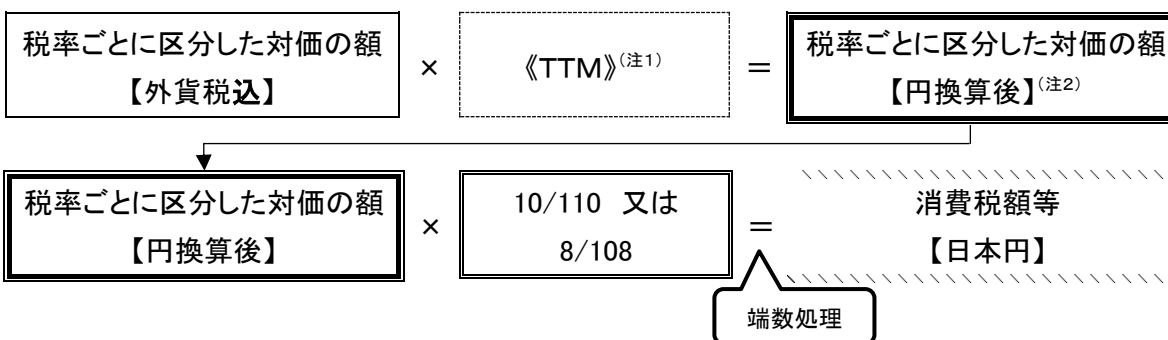 税率ごとに区分した対価の額
【外貨税込】
×
《TTM》(注1)
=
税率ごとに区分した対価の額
【円換算後】(注2)
税率ごとに区分した対価の額
【円換算後】
×
10/110 又は
8/108
=
消費税額等
【日本円】
端数処理